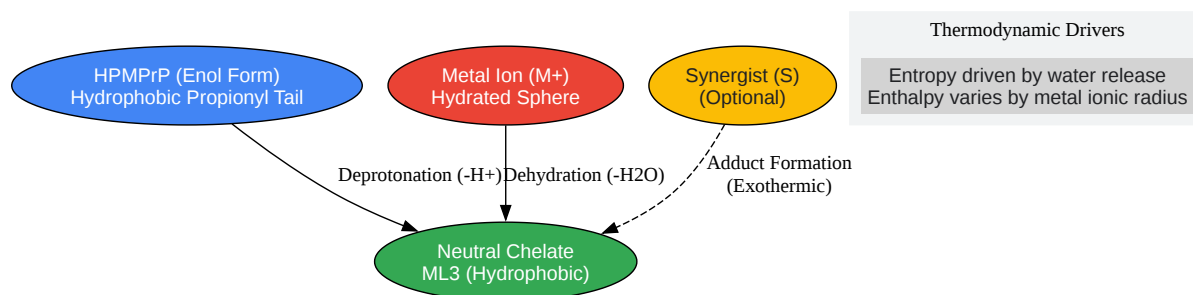 HPMPrP (Enol Form)
Hydrophobic Propionyl Tail
Metal Ion (M+)
Hydrated Sphere
Synergist (S)
(Optional)
Thermodynamic Drivers
Entropy driven by water release
Enthalpy varies by metal ionic radius
Deprotonation (-H+)
Dehydration (-H2O)
Adduct Formation
(Exothermic)
Neutral Chelate
ML3 (Hydrophobic)